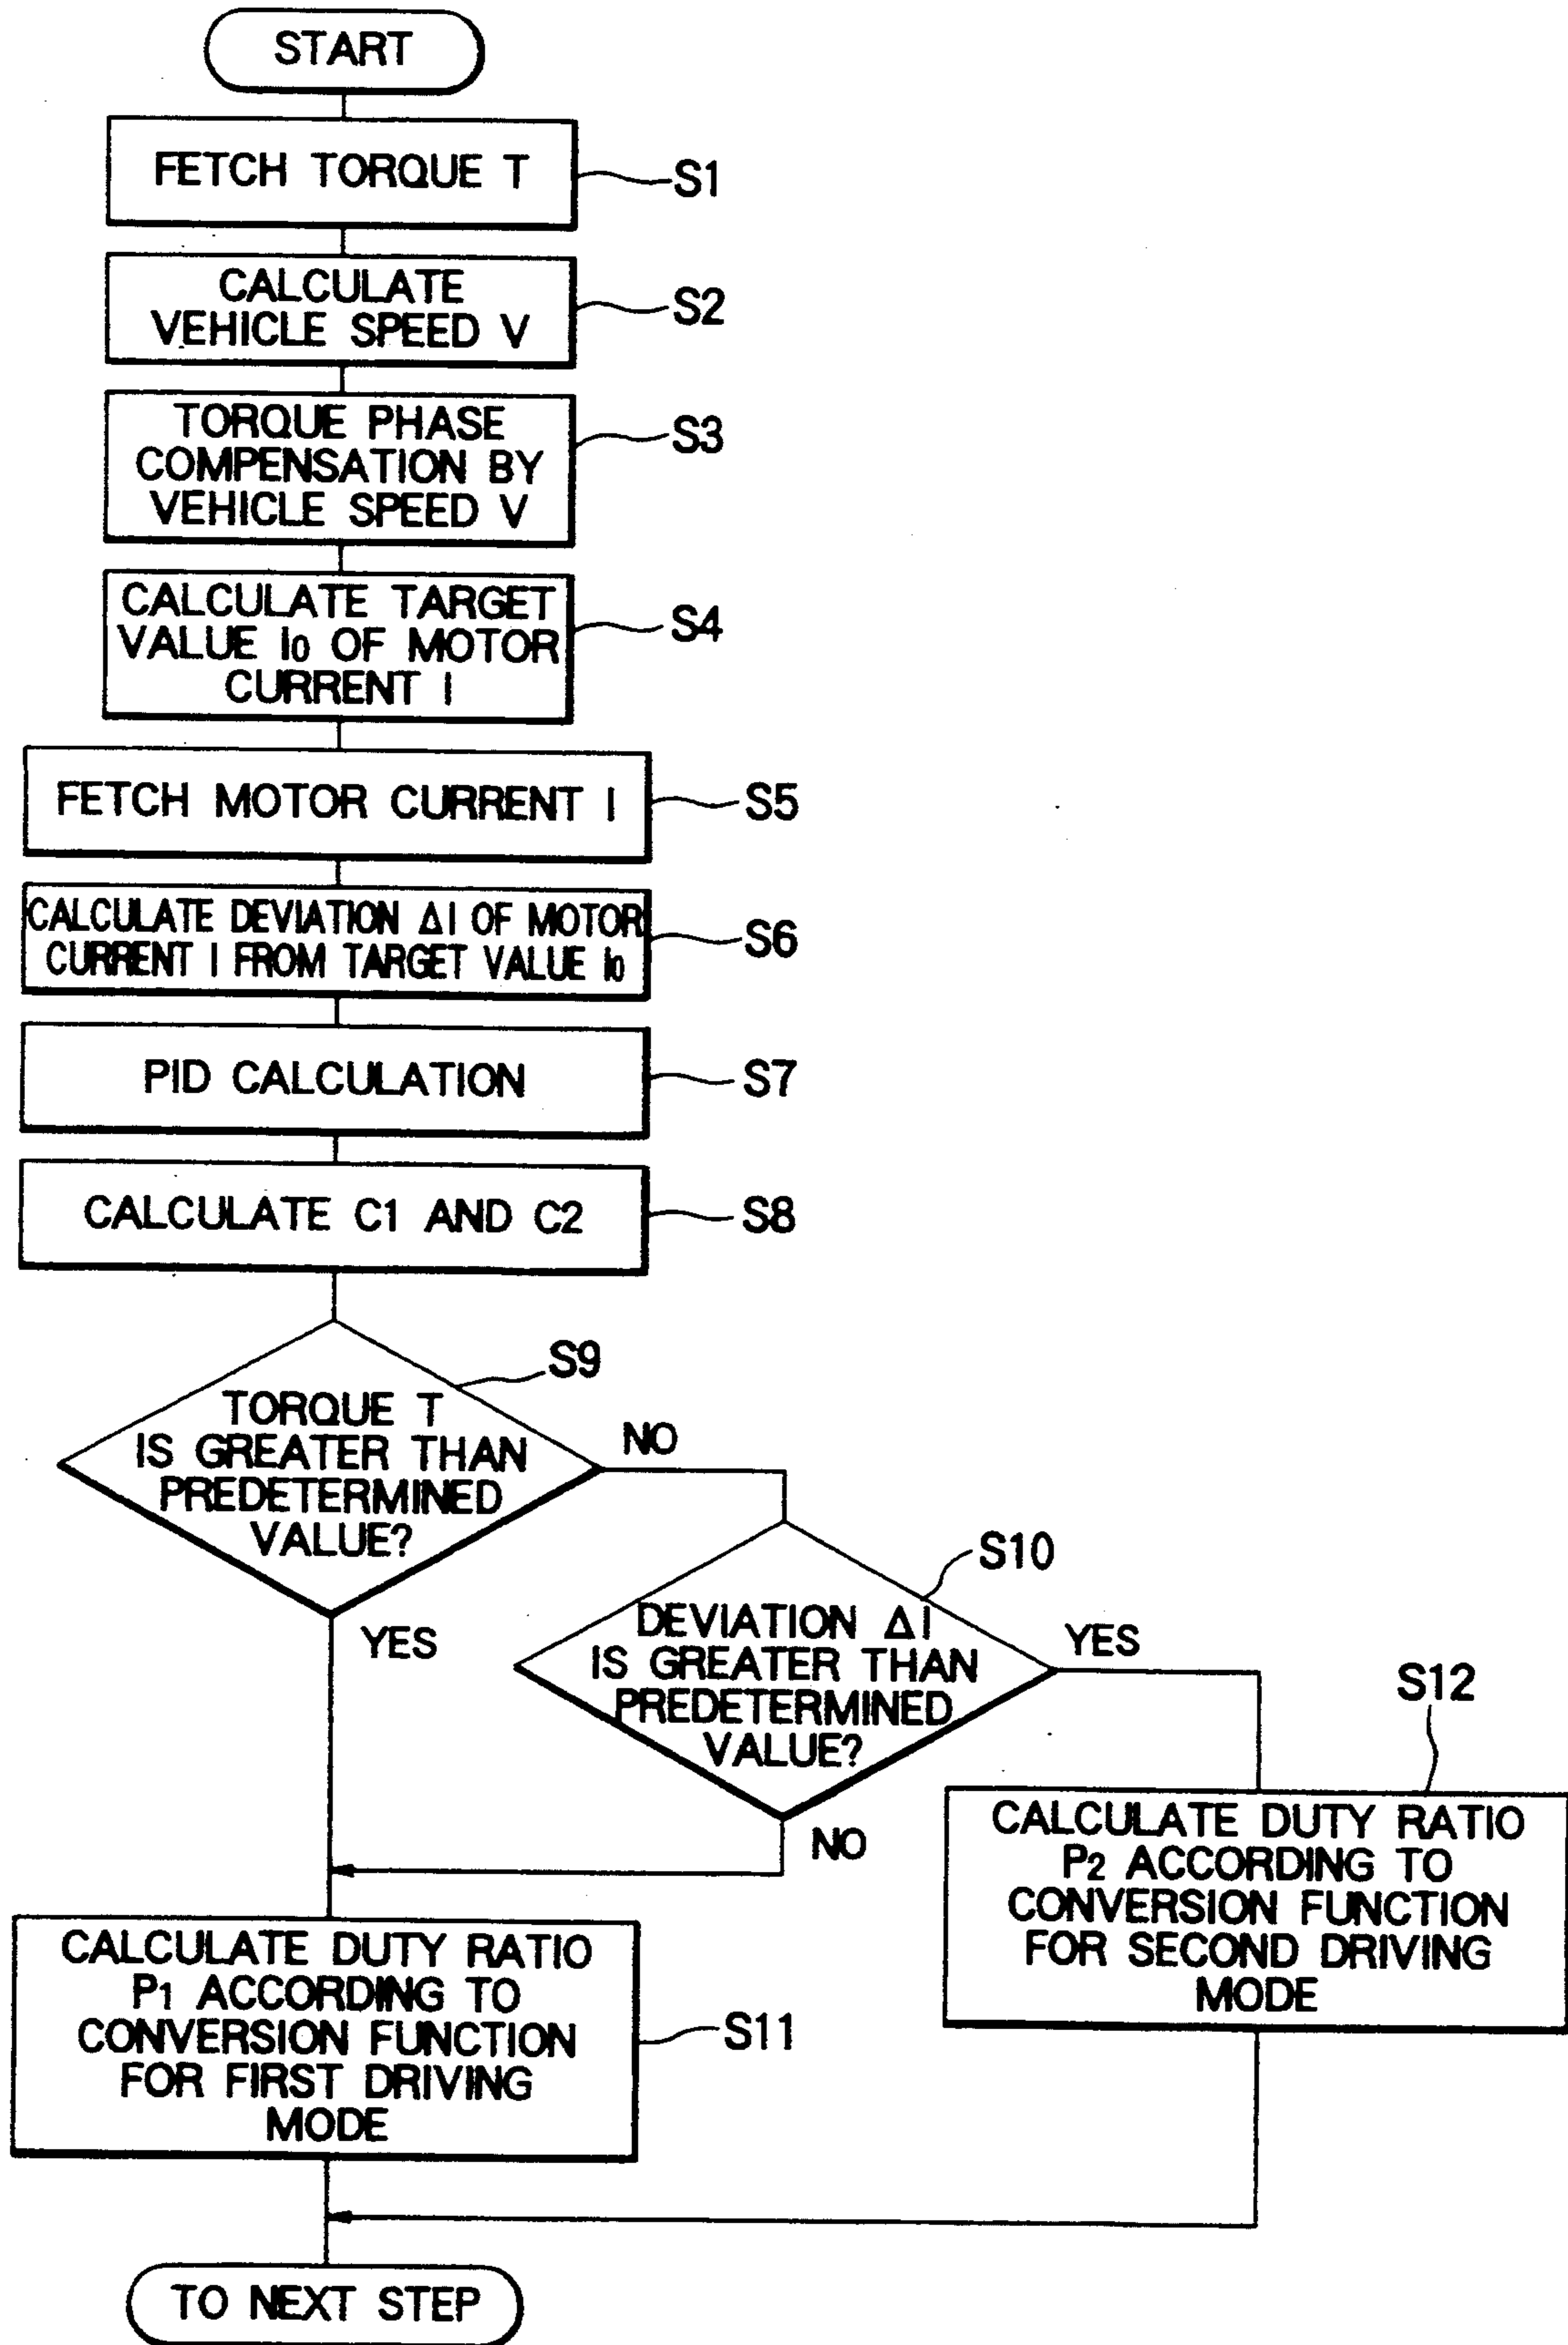 START
FETCH TORQUE T
S1
CALCULATE
VEHICLE SPEED V
S2
TORQUE PHASE
COMPENSATION BY
VEHICLE SPEED V
S3
CALCULATE TARGET
VALUE I0 OF MOTOR
CURRENT I
S4
FETCH MOTOR CURRENT I
S5
CALCULATE DEVIATION ΔI OF MOTOR
CURRENT I FROM TARGET VALUE I0
S6
PID CALCULATION
S7
CALCULATE C1 AND C2
S8
S9
TORQUE T
IS GREATER THAN
PREDETERMINED
VALUE?
NO
YES
S10
DEVIATION ΔI
IS GREATER THAN
PREDETERMINED
VALUE?
YES
NO
S12
CALCULATE DUTY RATIO
P2 ACCORDING TO
CONVERSION FUNCTION
FOR SECOND DRIVING
MODE
CALCULATE DUTY RATIO
P1 ACCORDING TO
CONVERSION FUNCTION
FOR FIRST DRIVING
MODE
S11
TO NEXT STEP